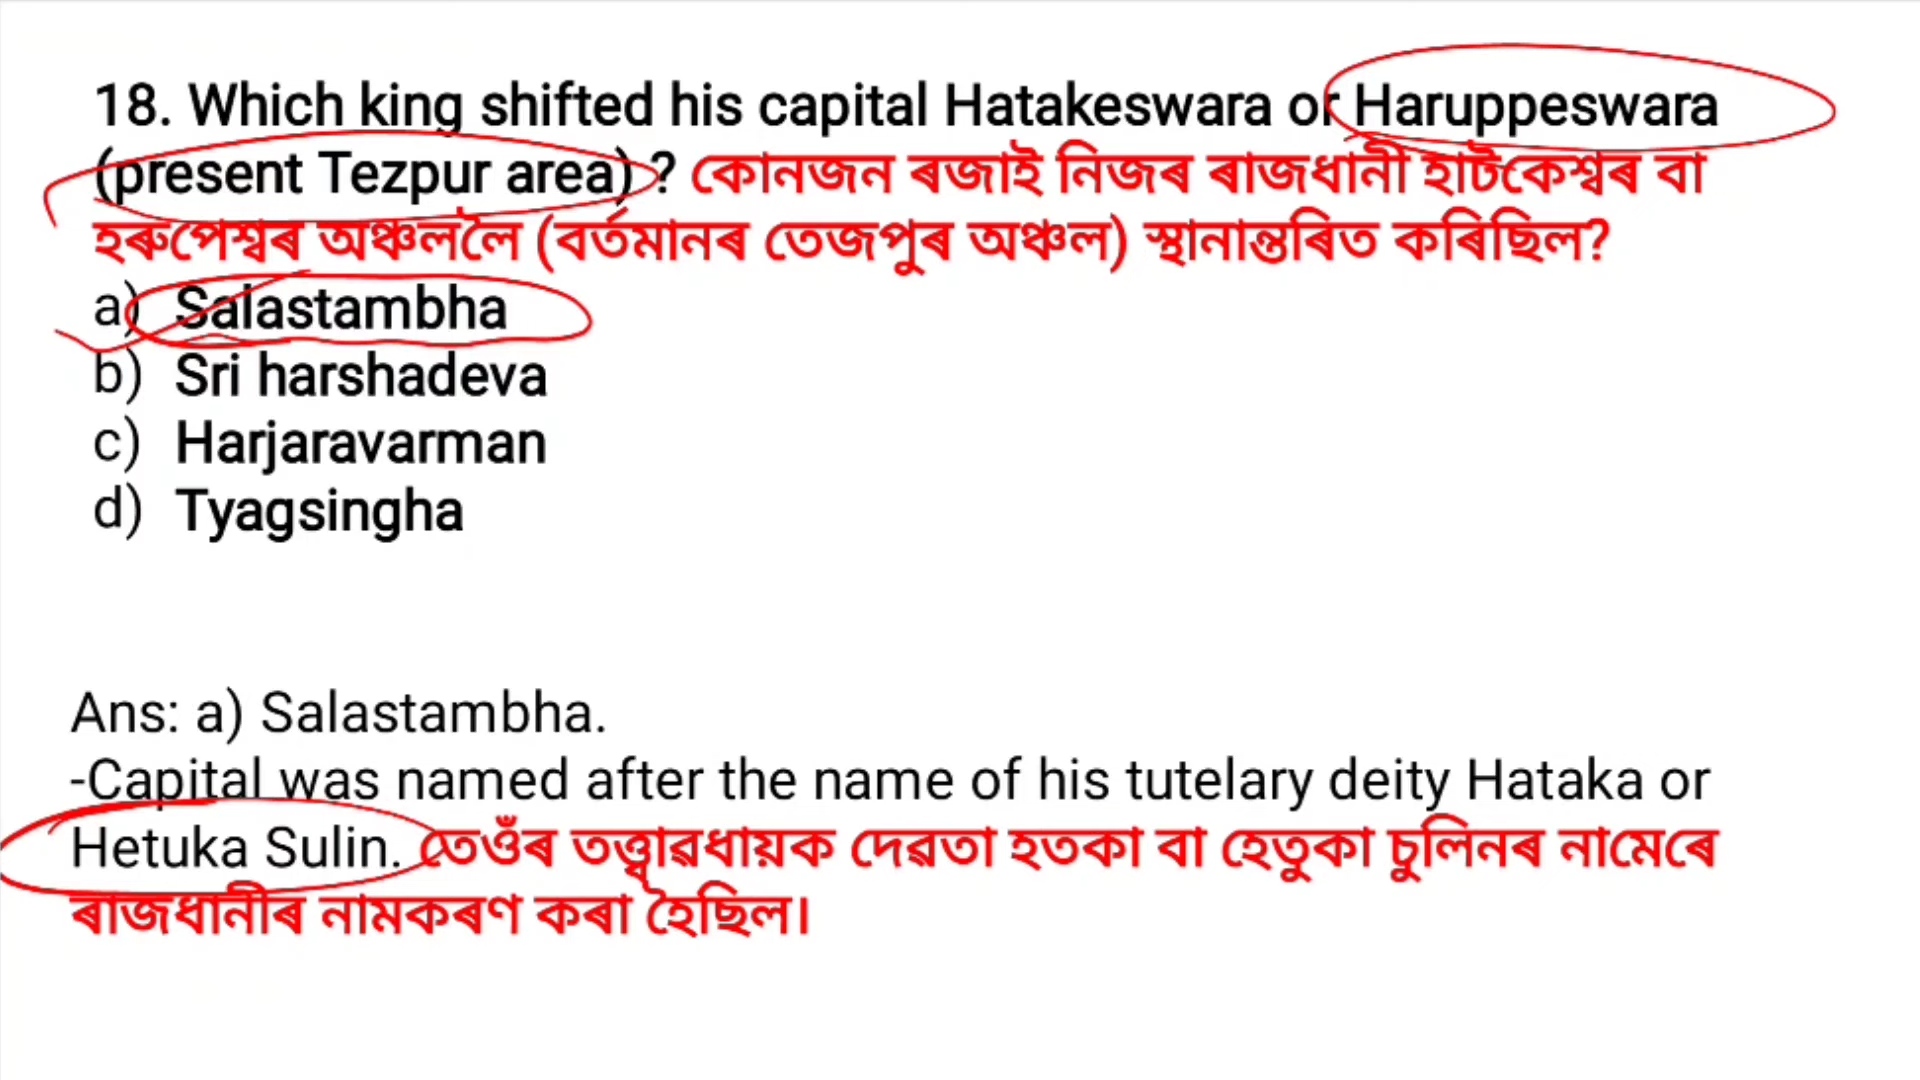 18. Which king shifted his capital Hatakeswara or Haruppeswara
(present Tezpur area) ? কোনজন ৰজাই নিজৰ ৰাজধানী হাটকেশ্বৰ বা
হৰুপেশ্বৰ অঞ্চললৈ (বৰ্তমানৰ তেজপুৰ অঞ্চল) স্থানান্তৰিত কৰিছিল?
a) Salastambha
b) Sri harshadeva
c) Harjaravarman
d) Tyagsingha
Ans: a) Salastambha.
-Capital was named after the name of his tutelary deity Hataka or
Hetuka Sulin. তেওঁৰ তত্ত্বাৱধায়ক দেৱতা হতকা বা হেতুকা চুলিনৰ নামেৰে
ৰাজধানীৰ নামকৰণ কৰা হৈছিল।